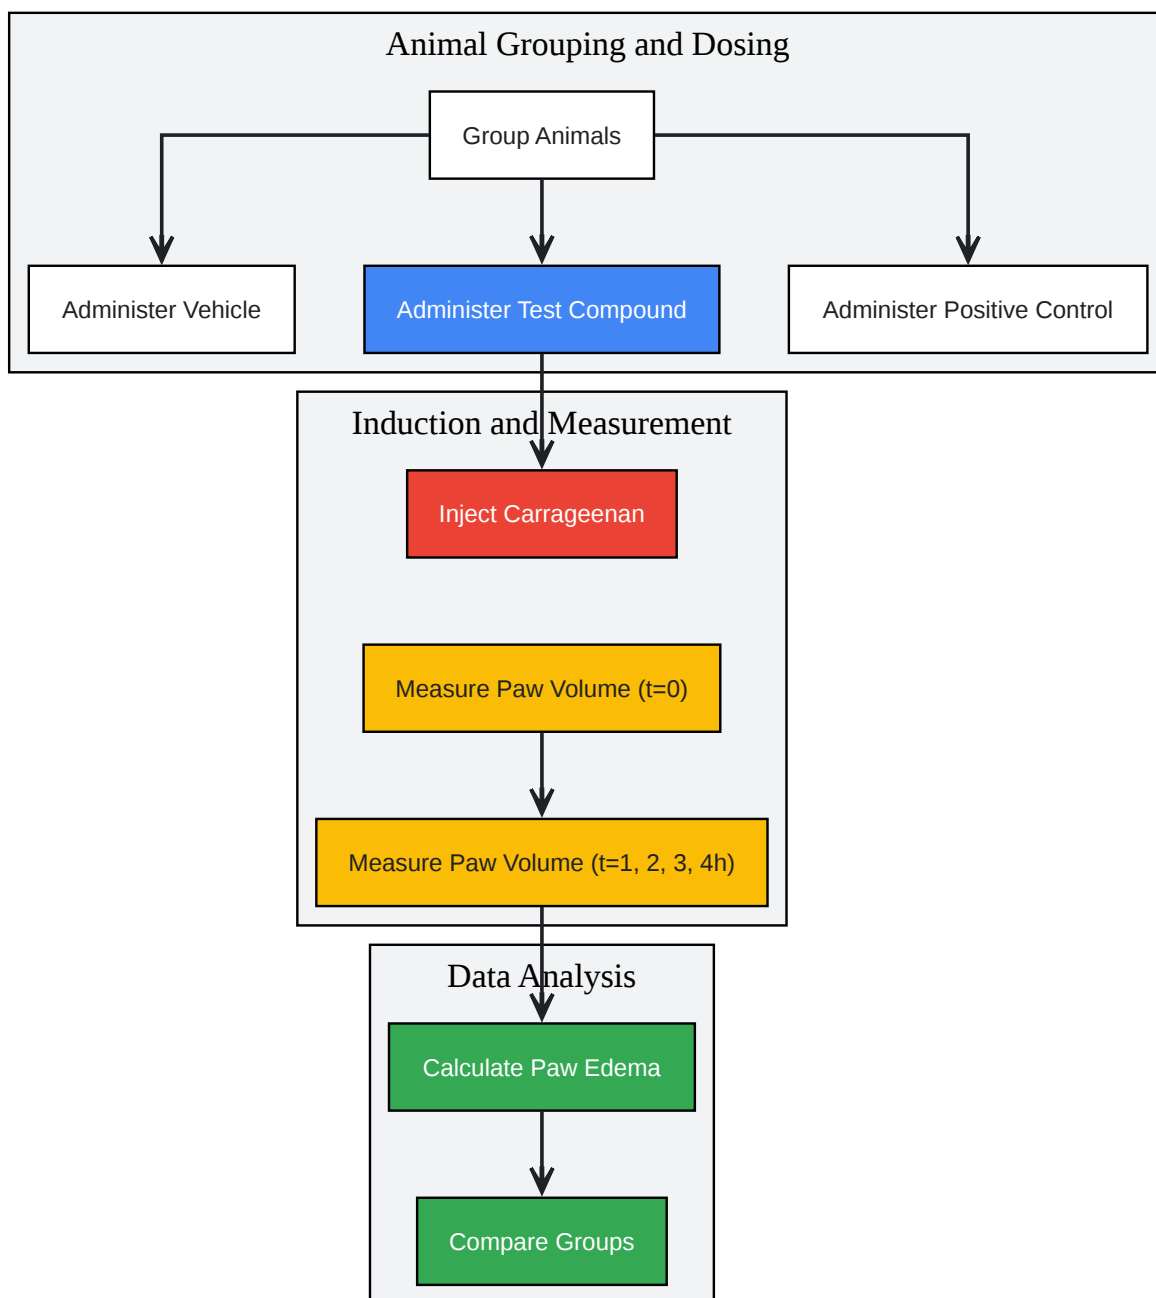 Animal Grouping and Dosing
Group Animals
Administer Vehicle
Administer Test Compound
Administer Positive Control
Induction and Measurement
Inject Carrageenan
Measure Paw Volume (t=0)
Measure Paw Volume (t=1, 2, 3, 4h)
Data Analysis
Calculate Paw Edema
Compare Groups